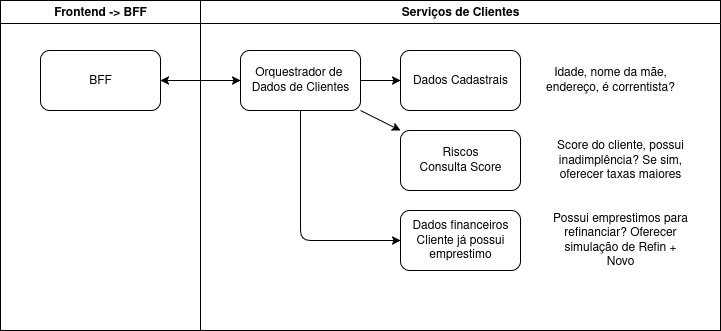 Frontend -> BFF
Serviços de Clientes
BFF
Orquestrador de
Dados de Clientes
Dados Cadastrais
Idade, nome da mãe,
endereço, é correntista?
Riscos
Consulta Score
Score do cliente, possui
inadimplência? Se sim,
oferecer taxas maiores
Dados financeiros
Cliente já possui
emprestimo
Possui emprestimos para
refinanciar? Oferecer
simulação de Refin +
Novo